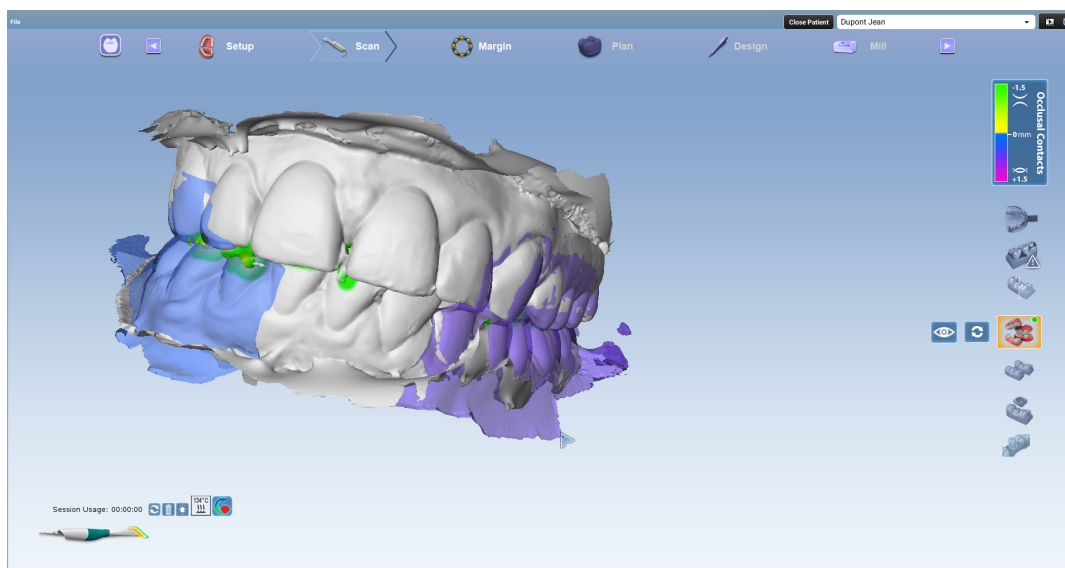 File
Close Patient
Dupont Jean
Setup
Scan
Margin
Plan
Design
Mill
-1.5
0mm
+1.5
Occlusal Contacts
Session Usage: 00:00:00
134°C